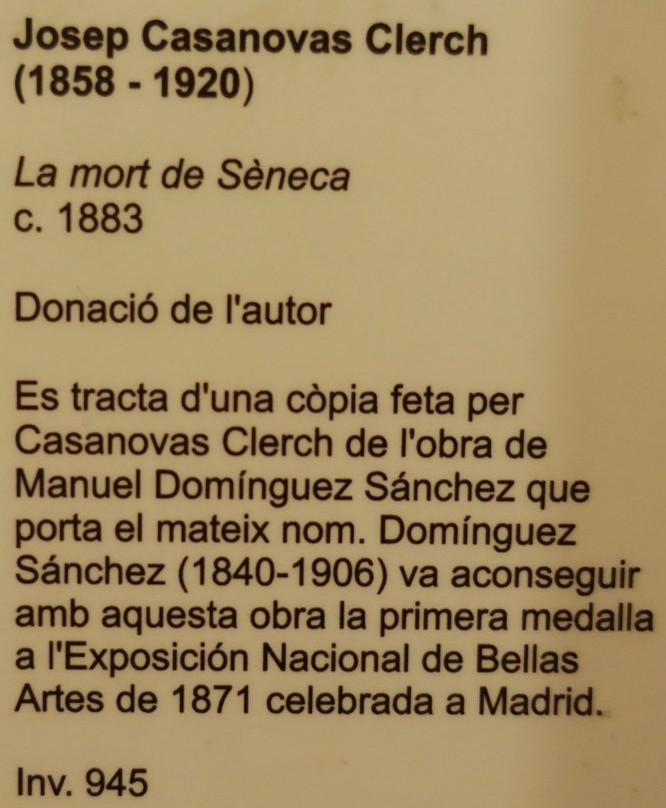 Josep Casanovas Clerch
(1858 - 1920)
La mort de Sèneca
c. 1883
Donació de l'autor
Es tracta d'una còpia feta per
Casanovas Clerch de l'obra de
Manuel Domínguez Sánchez que
porta el mateix nom. Domínguez
Sánchez (1840-1906) va aconseguir
amb aquesta obra la primera medalla
a l'Exposición Nacional de Bellas
Artes de 1871 celebrada a Madrid.
Inv. 945